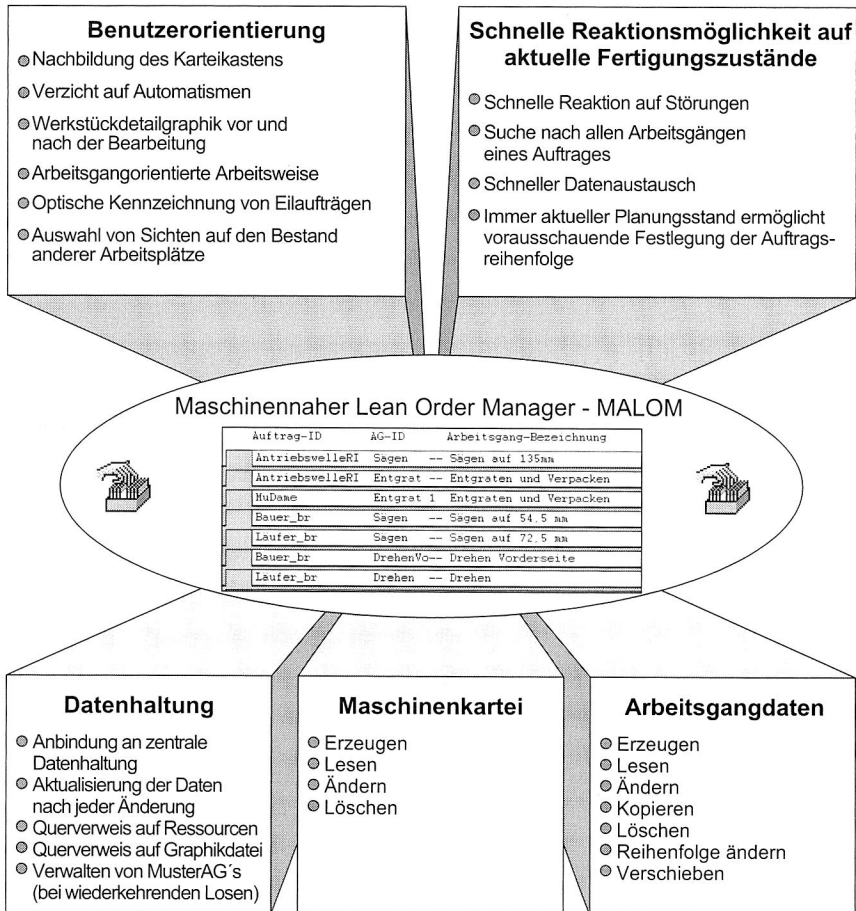 Benutzerorientierung
Nachbildung des Karteikastens
Verzicht auf Automatismen
Werkstückdetailgraphik vor und
nach der Bearbeitung
Arbeitsgangorientierte Arbeitsweise
Optische Kennzeichnung von Eilaufträgen
Auswahl von Sichten auf den Bestand
anderer Arbeitsplätze
Schnelle Reaktionsmöglichkeit auf
aktuelle Fertigungszustände
Schnelle Reaktion auf Störungen
Suche nach allen Arbeitsgängen
eines Auftrages
Schneller Datenaustausch
Immer aktueller Planungsstand ermöglicht
vorausschauende Festlegung der Auftrags-
reihenfolge
Maschinennaher Lean Order Manager - MALOM
Auftrag-ID AG-ID Arbeitsgang-Bezeichnung
AntriebswelleRI Sägen -- Sägen auf 135mm
AntriebswelleRI Entgrat -- Entgraten und Verpacken
MuDame Entgrat 1 Entgraten und Verpacken
Bauer_br Sägen -- Sägen auf 54,5 mm
Läufer_br Sägen -- Sägen auf 72,5 mm
Bauer_br DrehenVo-- Drehen Vorderseite
Läufer_br Drehen -- Drehen
Datenhaltung
Anbindung an zentrale
Datenhaltung
Aktualisierung der Daten
nach jeder Änderung
Querverweis auf Ressourcen
Querverweis auf Graphikdatei
Verwalten von MusterAG´s
(bei wiederkehrenden Losen)
Maschinenkartei
Erzeugen
Lesen
Ändern
Löschen
Arbeitsgangdaten
Erzeugen
Lesen
Ändern
Kopieren
Löschen
Reihenfolge ändern
Verschieben